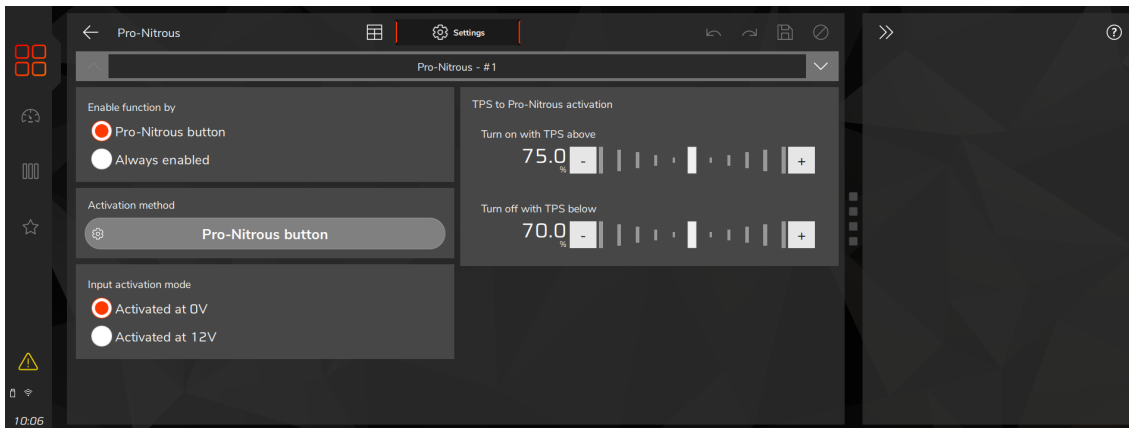 Pro-Nitrous
Settings
?
Pro-Nitrous - #1
Enable function by
Pro-Nitrous button
Always enabled
Activation method
Pro-Nitrous button
Input activation mode
Activated at 0V
Activated at 12V
TPS to Pro-Nitrous activation
Turn on with TPS above
75.0
%
-
+
Turn off with TPS below
70.0
%
-
+
10:06